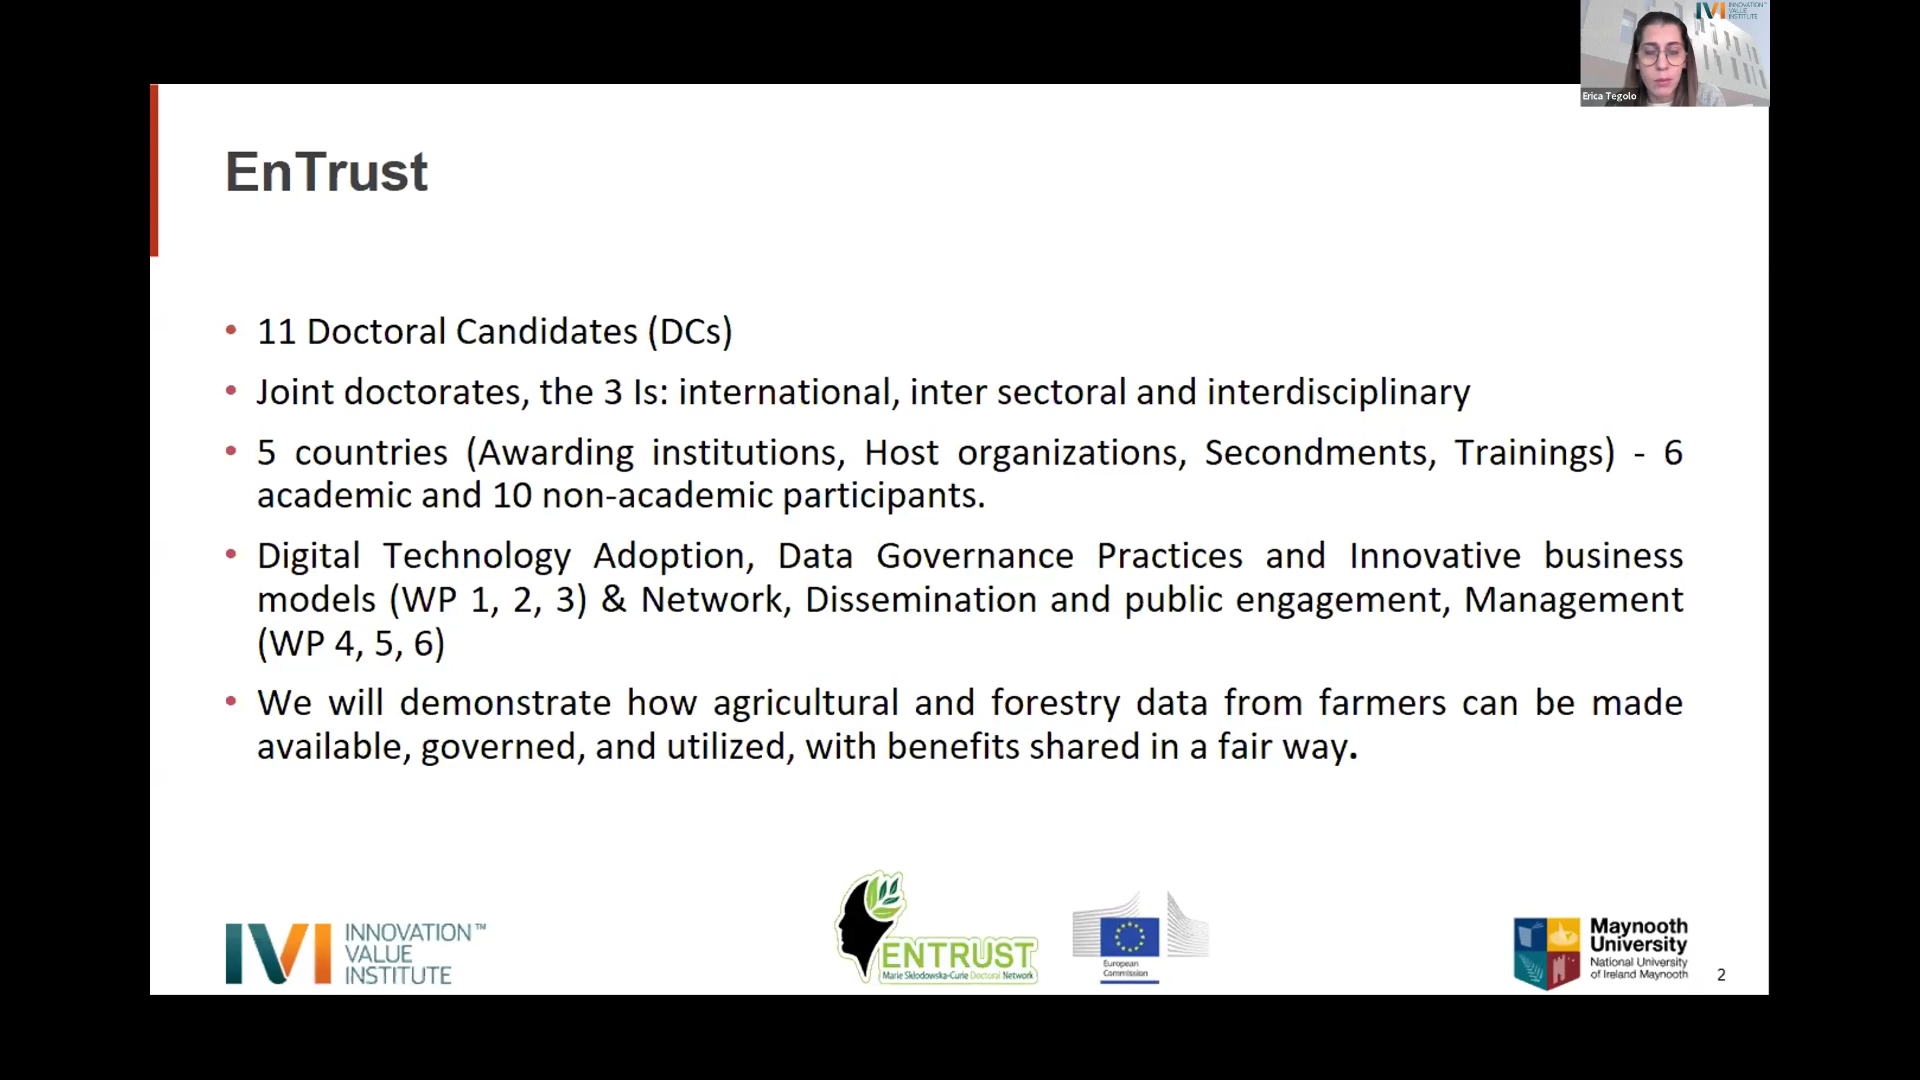 INNOVATION
VALUE
INSTITUTE
Erica Tegolo
EnTrust
• 11 Doctoral Candidates (DCs)
• Joint doctorates, the 3 Is: international, inter sectoral and interdisciplinary
• 5 countries (Awarding institutions, Host organizations, Secondments, Trainings) - 6
academic and 10 non-academic participants.
• Digital Technology Adoption, Data Governance Practices and Innovative business
models (WP 1, 2, 3) & Network, Dissemination and public engagement, Management
(WP 4, 5, 6)
• We will demonstrate how agricultural and forestry data from farmers can be made
available, governed, and utilized, with benefits shared in a fair way.
IVI INNOVATION™
VALUE
INSTITUTE
ENTRUST
Marie Skłodowska-Curie Doctoral Network
European
Commission
Maynooth
University
National University
of Ireland Maynooth
2